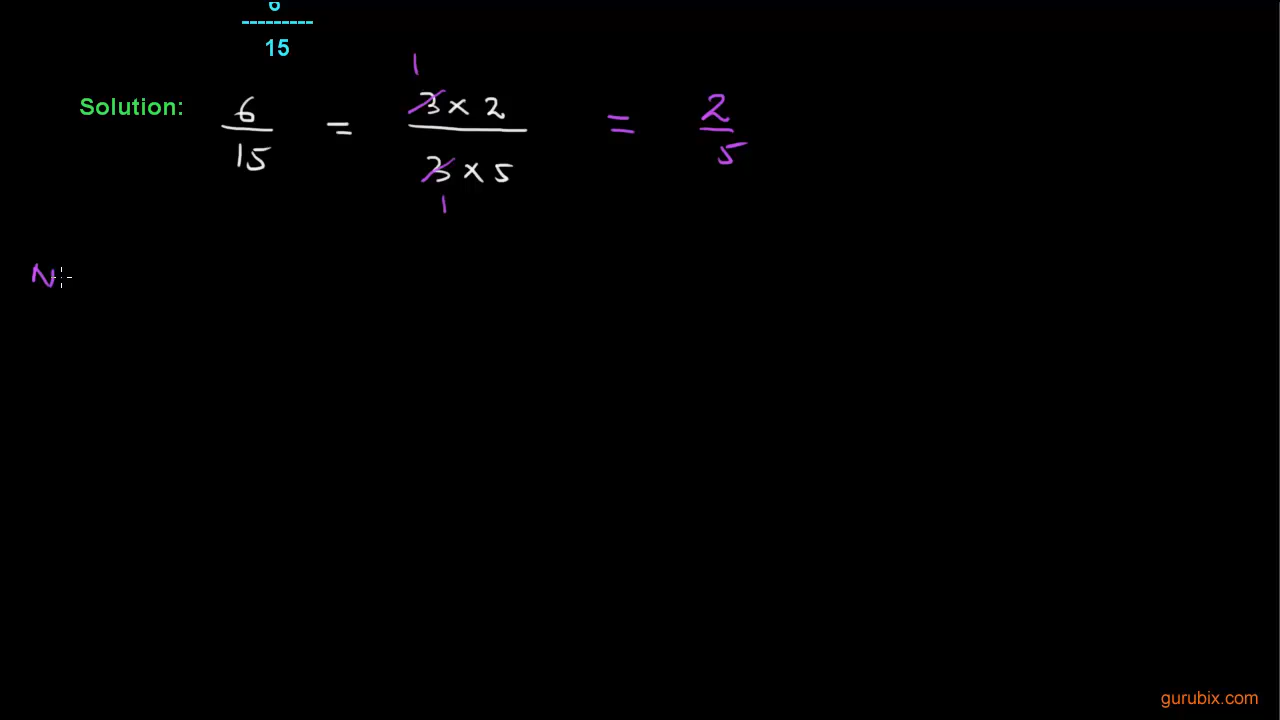 6
---------
15
1
Solution: 6/15 = 3 × 2 / 3 × 5 = 2/5
1
N
gurubix.com